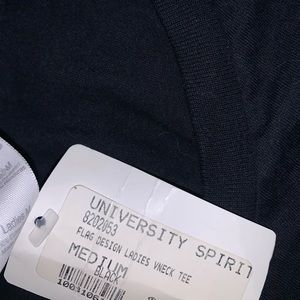 UNIVERSITY SPIRIT
8202053
FLAG DESIGN LADIES VNECK TEE
MEDIUM
BLACK